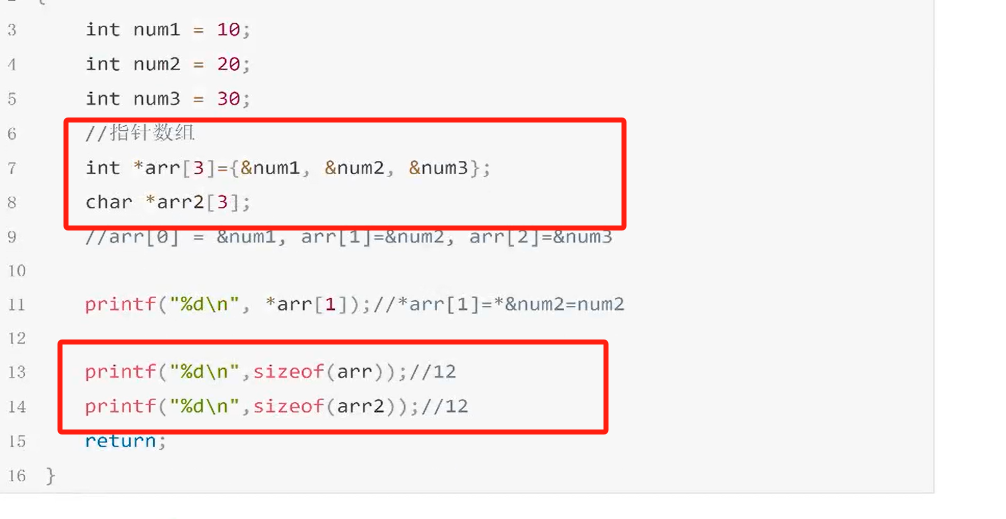 {
3 int num1 = 10;
4 int num2 = 20;
5 int num3 = 30;
6 //指针数组
7 int *arr[3]={&num1, &num2, &num3};
8 char *arr2[3];
9 //arr[0] = &num1, arr[1]=&num2, arr[2]=&num3
10
11 printf("%d\n", *arr[1]);//*arr[1]=*&num2=num2
12
13 printf("%d\n",sizeof(arr));//12
14 printf("%d\n",sizeof(arr2));//12
15 return;
16 }